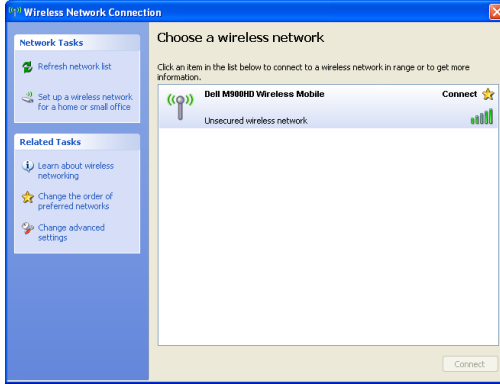 Wireless Network Connection
Network Tasks
Refresh network list
Set up a wireless network
for a home or small office
Related Tasks
Learn about wireless
networking
Change the order of
preferred networks
Change advanced
settings
Choose a wireless network
Click an item in the list below to connect to a wireless network in range or to get more
information.
Dell M900HD Wireless Mobile
Connect
Unsecured wireless network
Connect